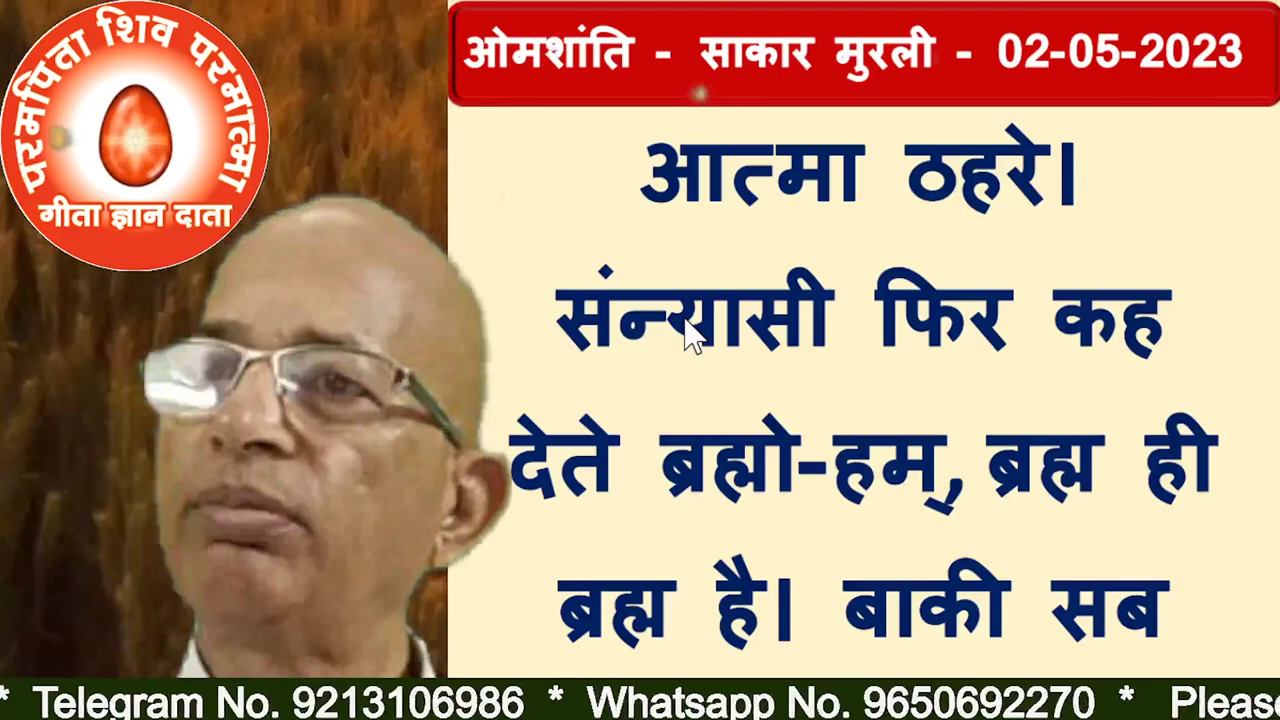 परमपिता शिव परमात्मा
गीता ज्ञान दाता
ओमशांति - साकार मुरली - 02-05-2023
आत्मा ठहरे।
संन्यासी फिर कह
देते ब्रह्मो-हम्, ब्रह्म ही
ब्रह्म है। बाकी सब
* Telegram No. 9213106986 * Whatsapp No. 9650692270 * Please